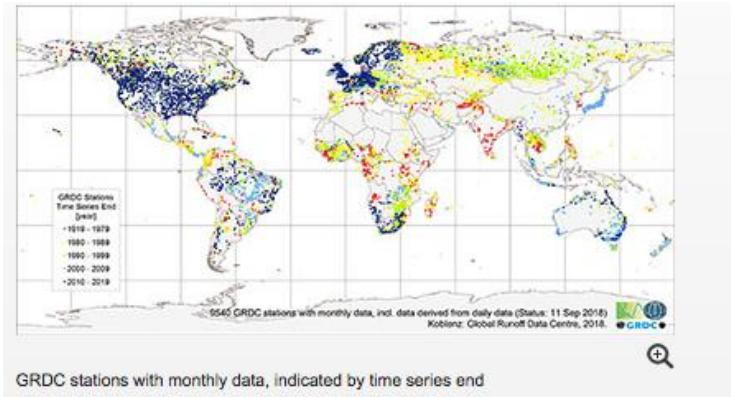 GRDC Stations
Time Series End
[year]
1919 - 1979
1980 - 1989
1990 - 1999
2000 - 2009
2010 - 2019
9540 GRDC stations with monthly data, incl. data derived from daily data (Status: 11 Sep 2018)
Koblenz: Global Runoff Data Centre, 2018.
GRDC
GRDC stations with monthly data, indicated by time series end